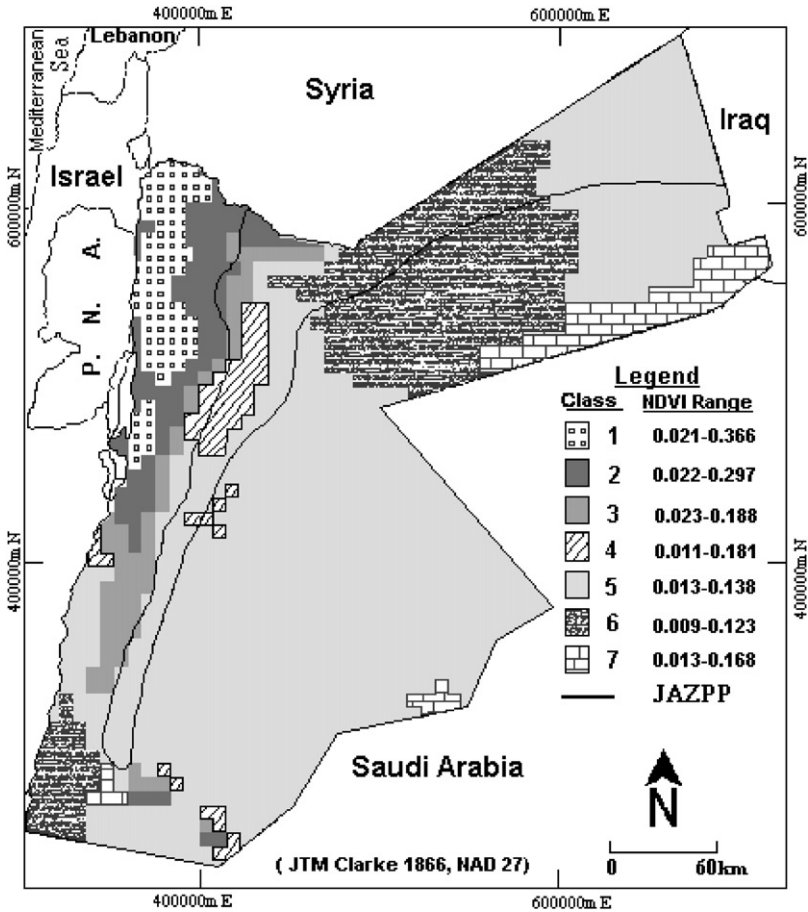 400000m E 600000m E
Lebanon
Mediterranean
Sea
Syria
Iraq
Israel
600000m N 600000m N
P. N. A.
Legend
Class NDVI Range
1 0.021-0.366
2 0.022-0.297
3 0.023-0.188
4 0.011-0.181
5 0.013-0.138
6 0.009-0.123
7 0.013-0.168
JAZPP
400000m N 400000m N
Saudi Arabia
N
( JTM Clarke 1866, NAD 27)
0 60km
400000m E 600000m E